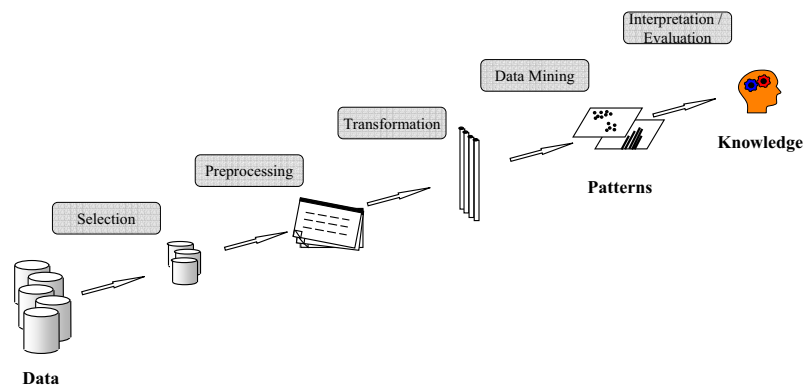 Interpretation /
Evaluation
Data Mining
Transformation
Preprocessing
Selection
Knowledge
Patterns
Data